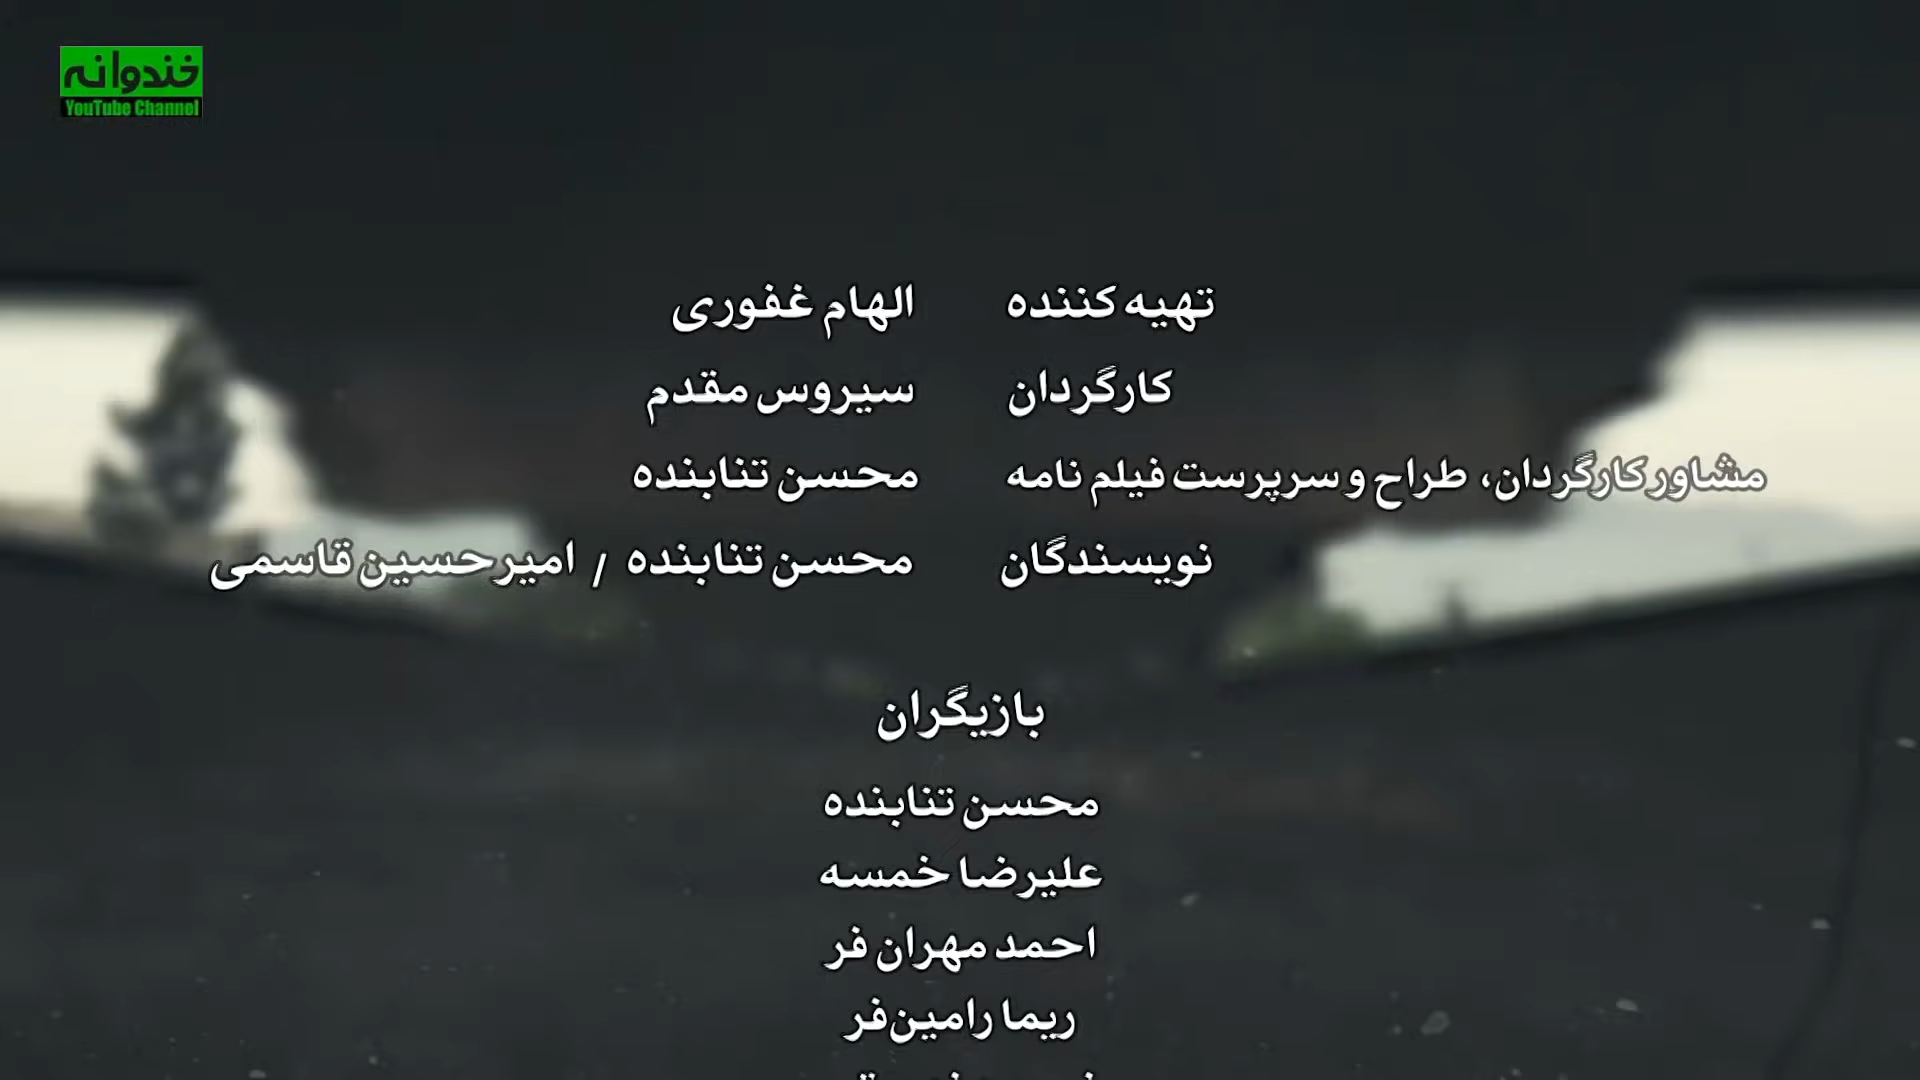 خندوانه
YouTube Channel
تهیه کننده الهام غفوری
کارگردان سیروس مقدم
مشاور کارگردان، طراح و سرپرست فیلم نامه محسن تنابنده
نویسندگان محسن تنابنده / امیرحسین قاسمی
بازیگران
محسن تنابنده
علیرضا خمسه
احمد مهران فر
ریما رامین‌فر